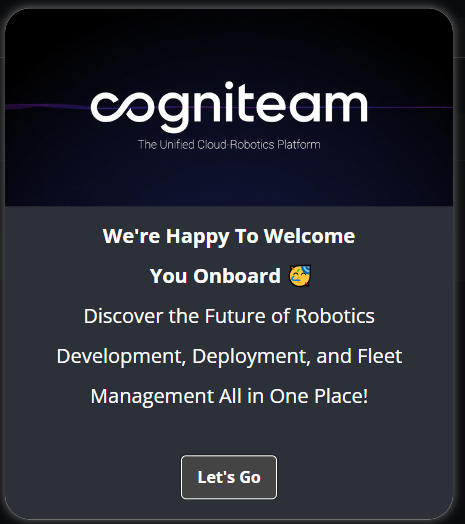 cogniteam
The Unified Cloud-Robotics Platform
We're Happy To Welcome
You Onboard 🥳
Discover the Future of Robotics
Development, Deployment, and Fleet
Management All in One Place!
Let's Go